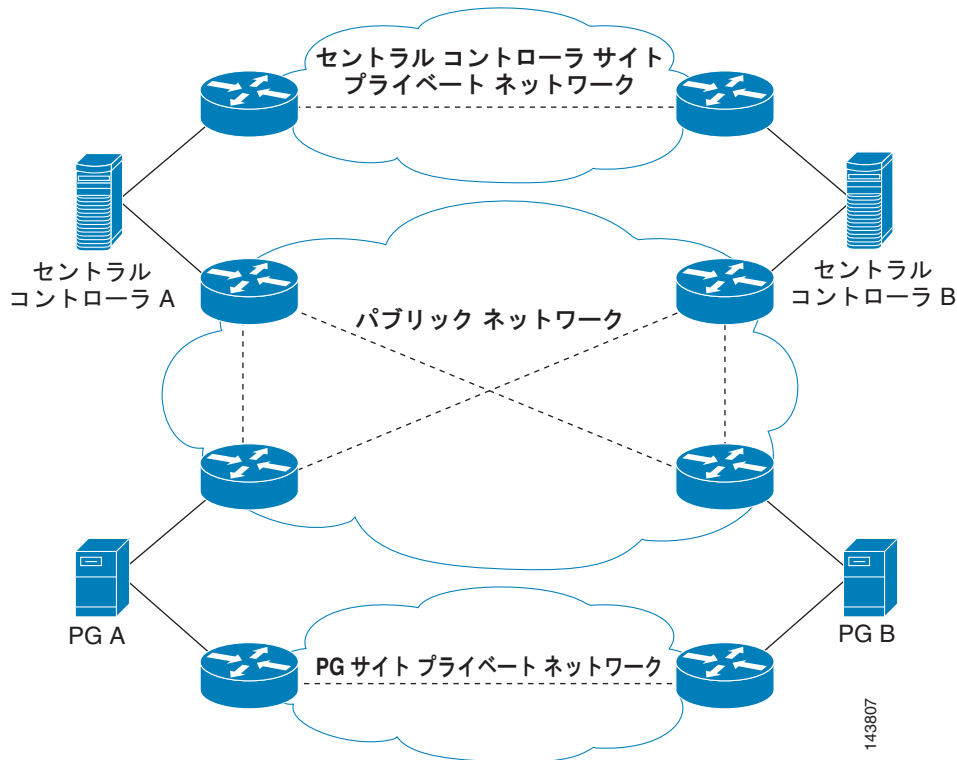 セントラル コントローラ サイト
プライベート ネットワーク
セントラル
コントローラ A
セントラル
コントローラ B
パブリック ネットワーク
PG A
PG B
PG サイト プライベート ネットワーク
143807